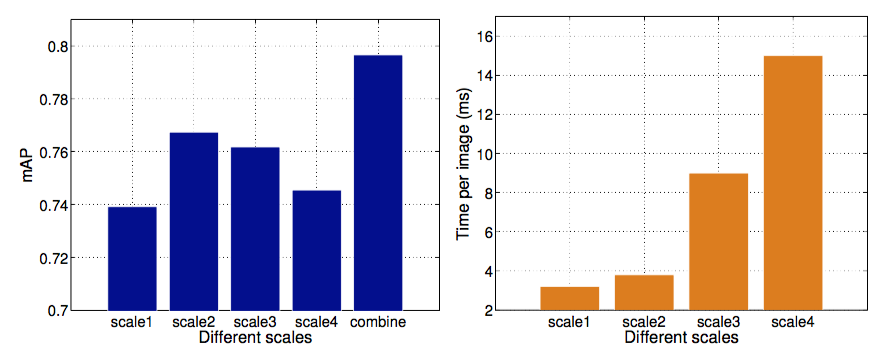 0.8
0.78
0.76
0.74
0.72
0.7
mAP
scale1 scale2 scale3 scale4 combine
Different scales
16
14
12
10
8
6
4
2
Time per image (ms)
scale1 scale2 scale3 scale4
Different scales